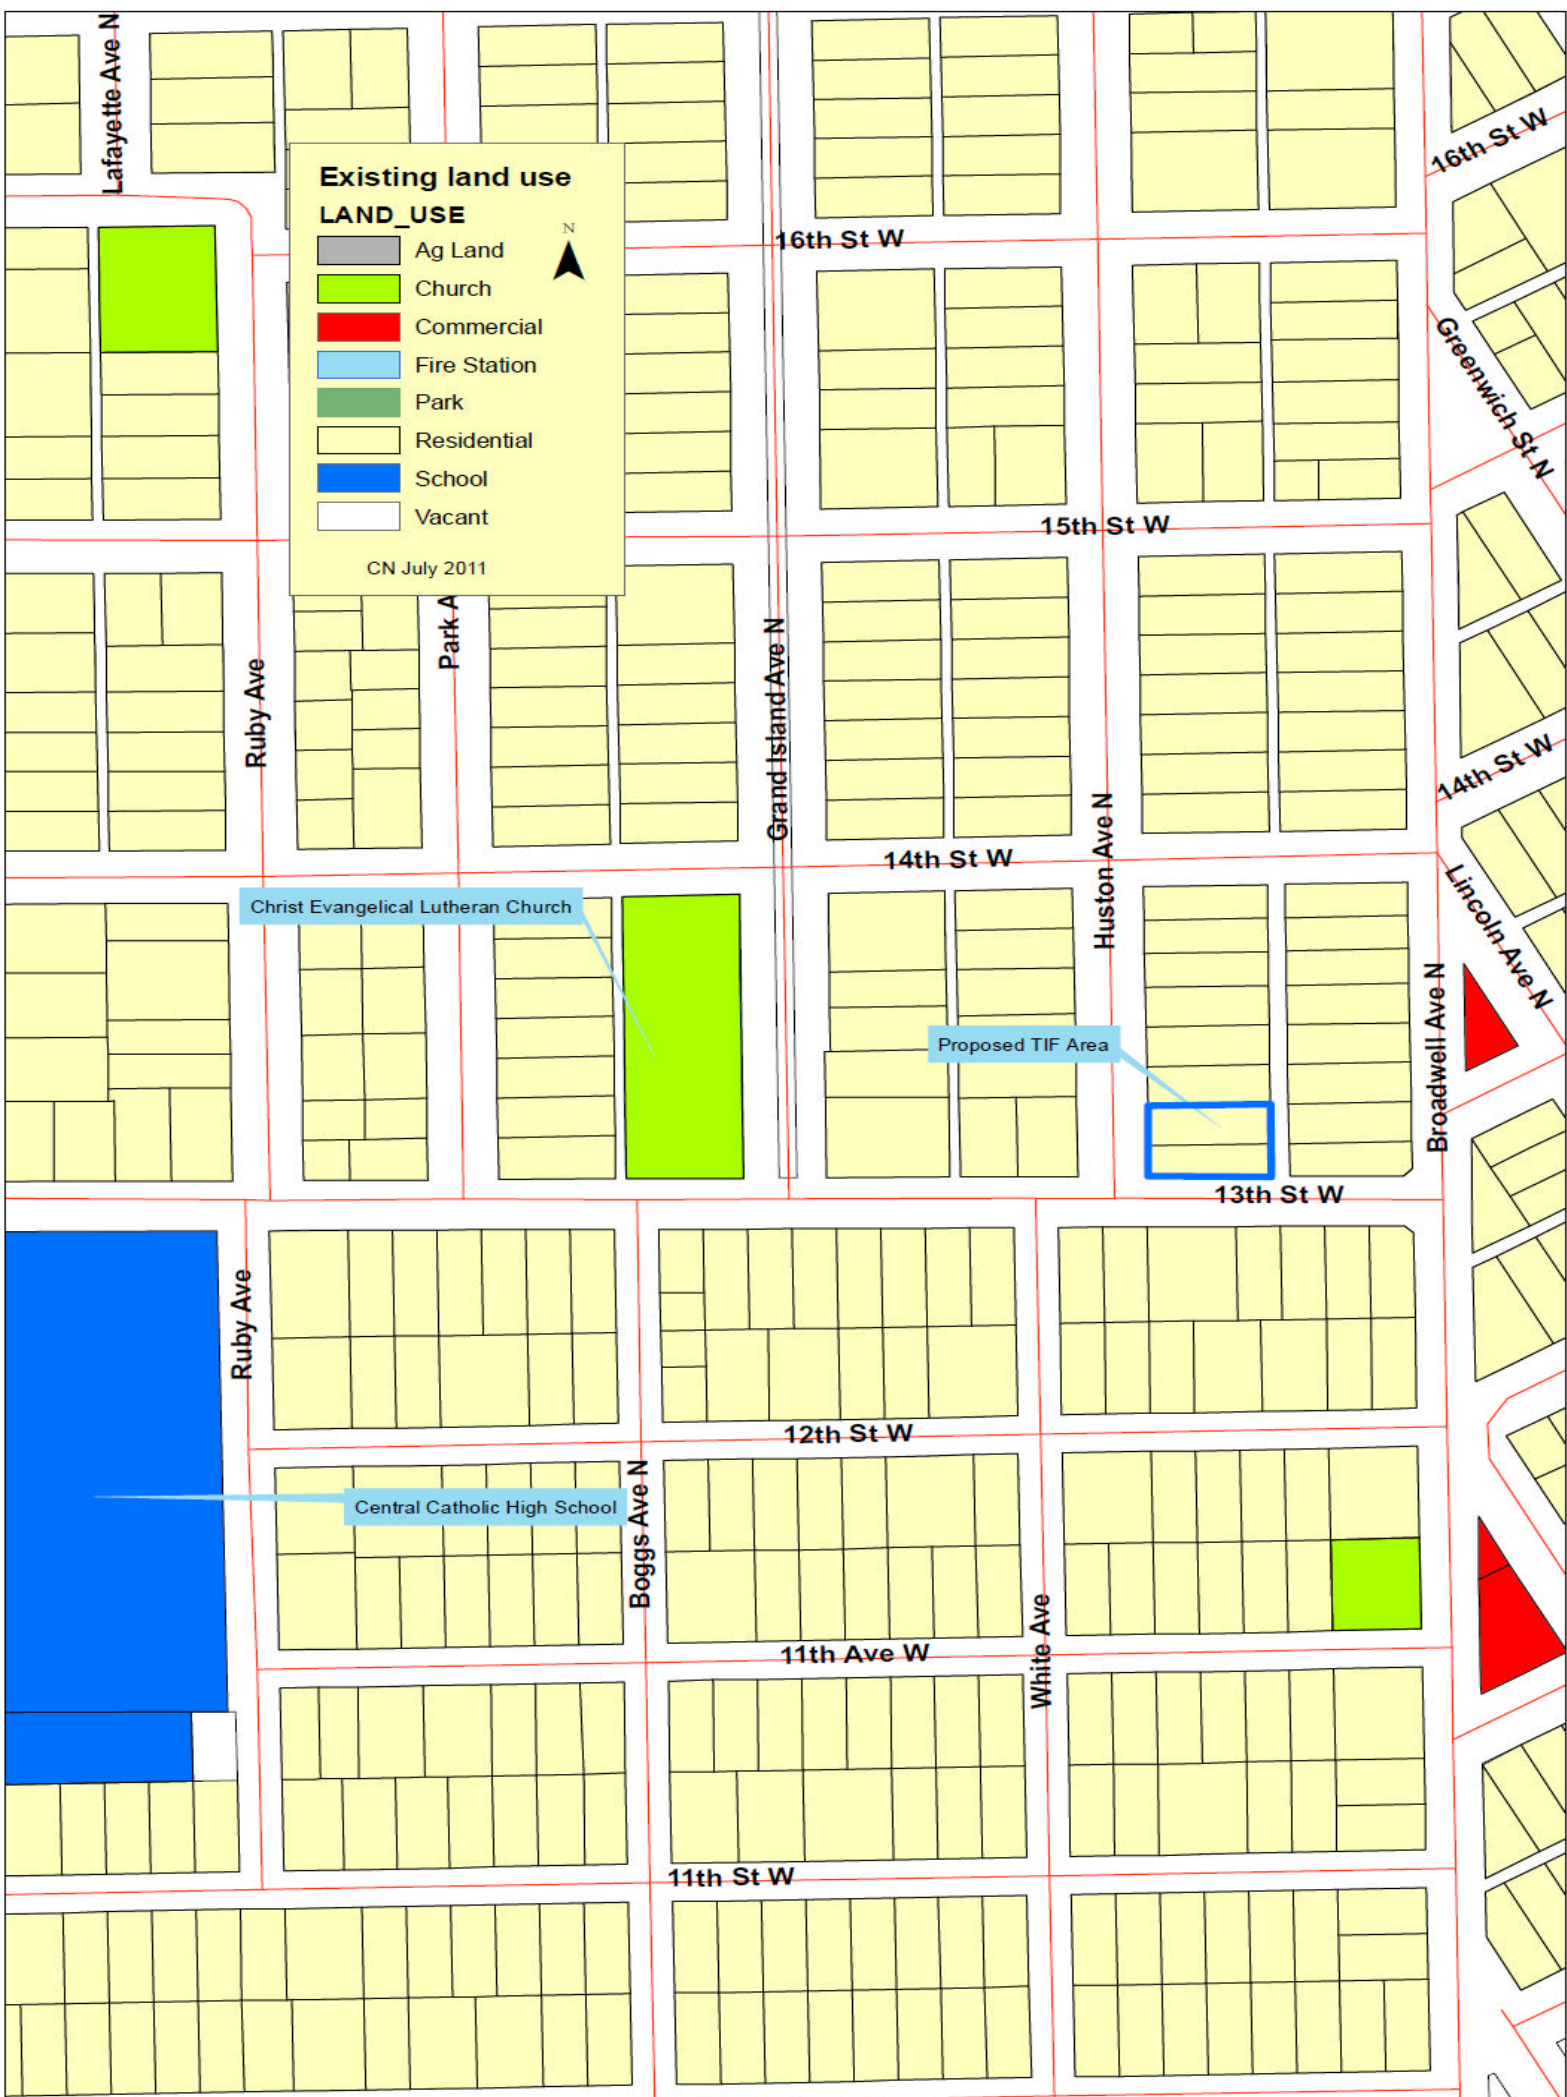 Lafayette Ave N
16th St W
Existing land use
LAND_USE
N
Ag Land
Church
Commercial
Fire Station
Park
Residential
School
Vacant
CN July 2011
16th St W
Greenwich St N
15th St W
Park A
Ruby Ave
Grand Island Ave N
14th St W
Huston Ave N
14th St W
Lincoln Ave N
Christ Evangelical Lutheran Church
Proposed TIF Area
Broadwell Ave N
13th St W
Ruby Ave
12th St W
Central Catholic High School
Boggs Ave N
11th Ave W
White Ave
11th St W